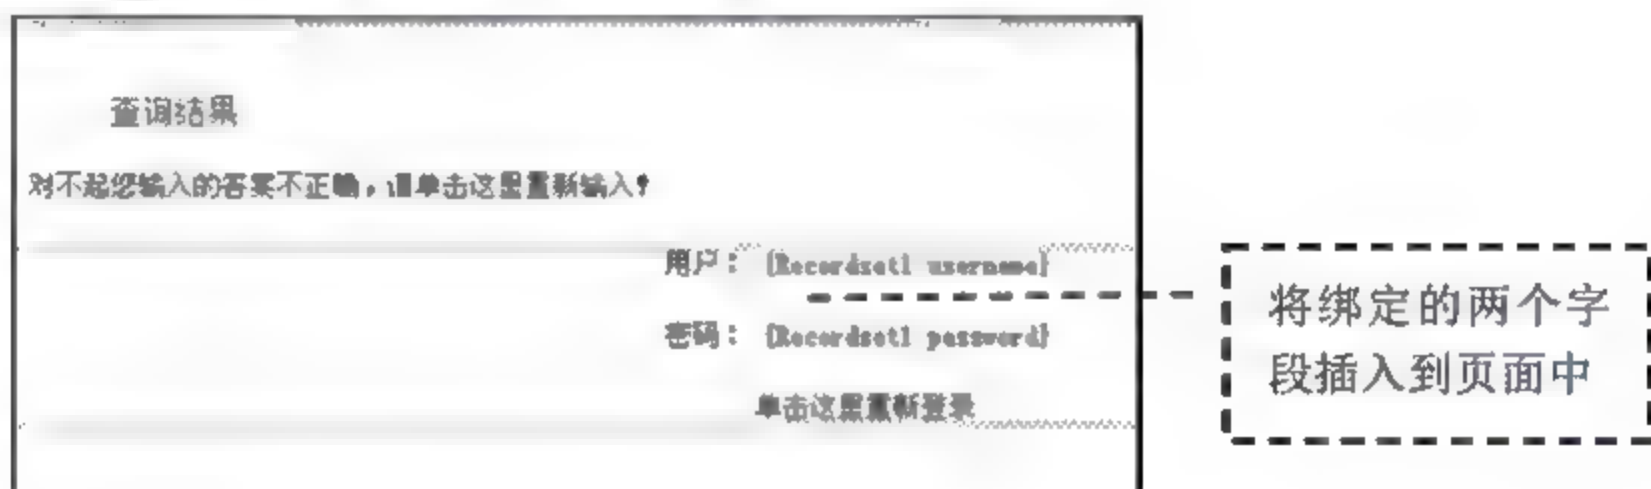 查询结果
对不起您输入的答案不正确，请单击这里重新输入！
用户： {Recordset1 username}
密码： {Recordset1 password}
单击这里重新登录
将绑定的两个字
段插入到页面中